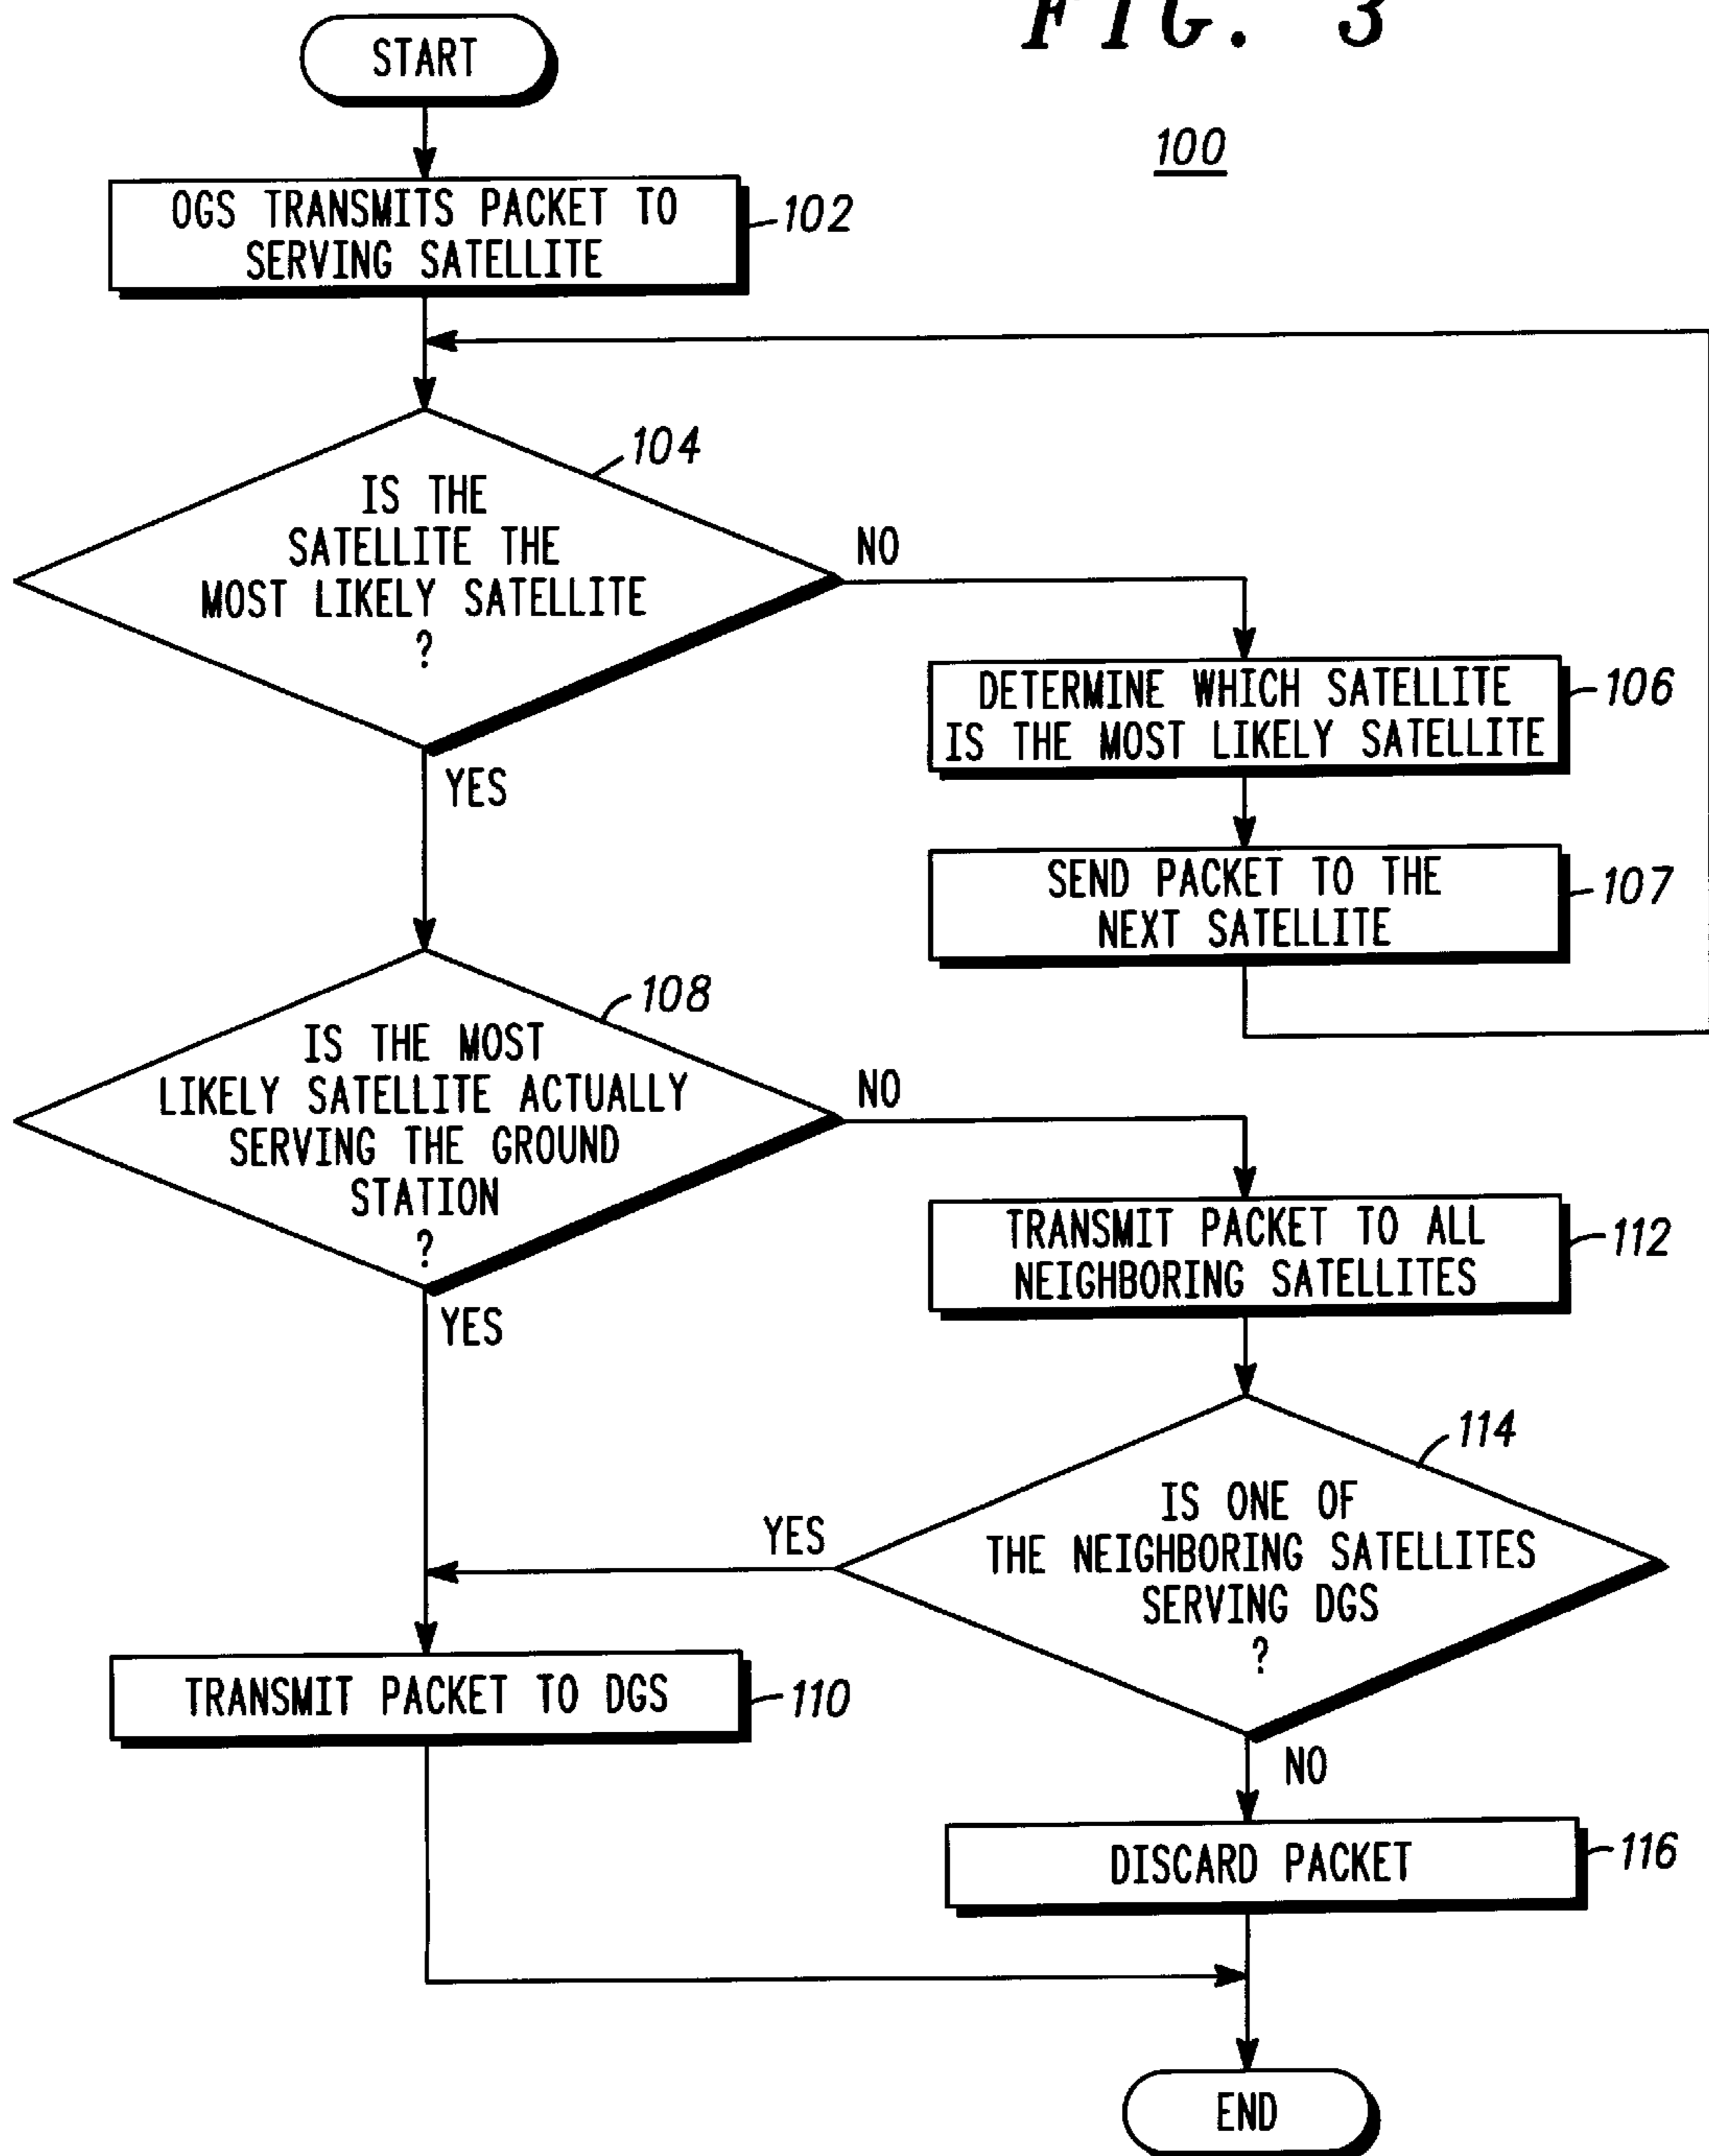 FIG. 3
100
START
OGS TRANSMITS PACKET TO
SERVING SATELLITE
102
IS THE
SATELLITE THE
MOST LIKELY SATELLITE
?
104
NO
YES
DETERMINE WHICH SATELLITE
IS THE MOST LIKELY SATELLITE
106
SEND PACKET TO THE
NEXT SATELLITE
107
IS THE MOST
LIKELY SATELLITE ACTUALLY
SERVING THE GROUND
STATION
?
108
NO
YES
TRANSMIT PACKET TO ALL
NEIGHBORING SATELLITES
112
IS ONE OF
THE NEIGHBORING SATELLITES
SERVING DGS
?
114
YES
NO
TRANSMIT PACKET TO DGS
110
DISCARD PACKET
116
END